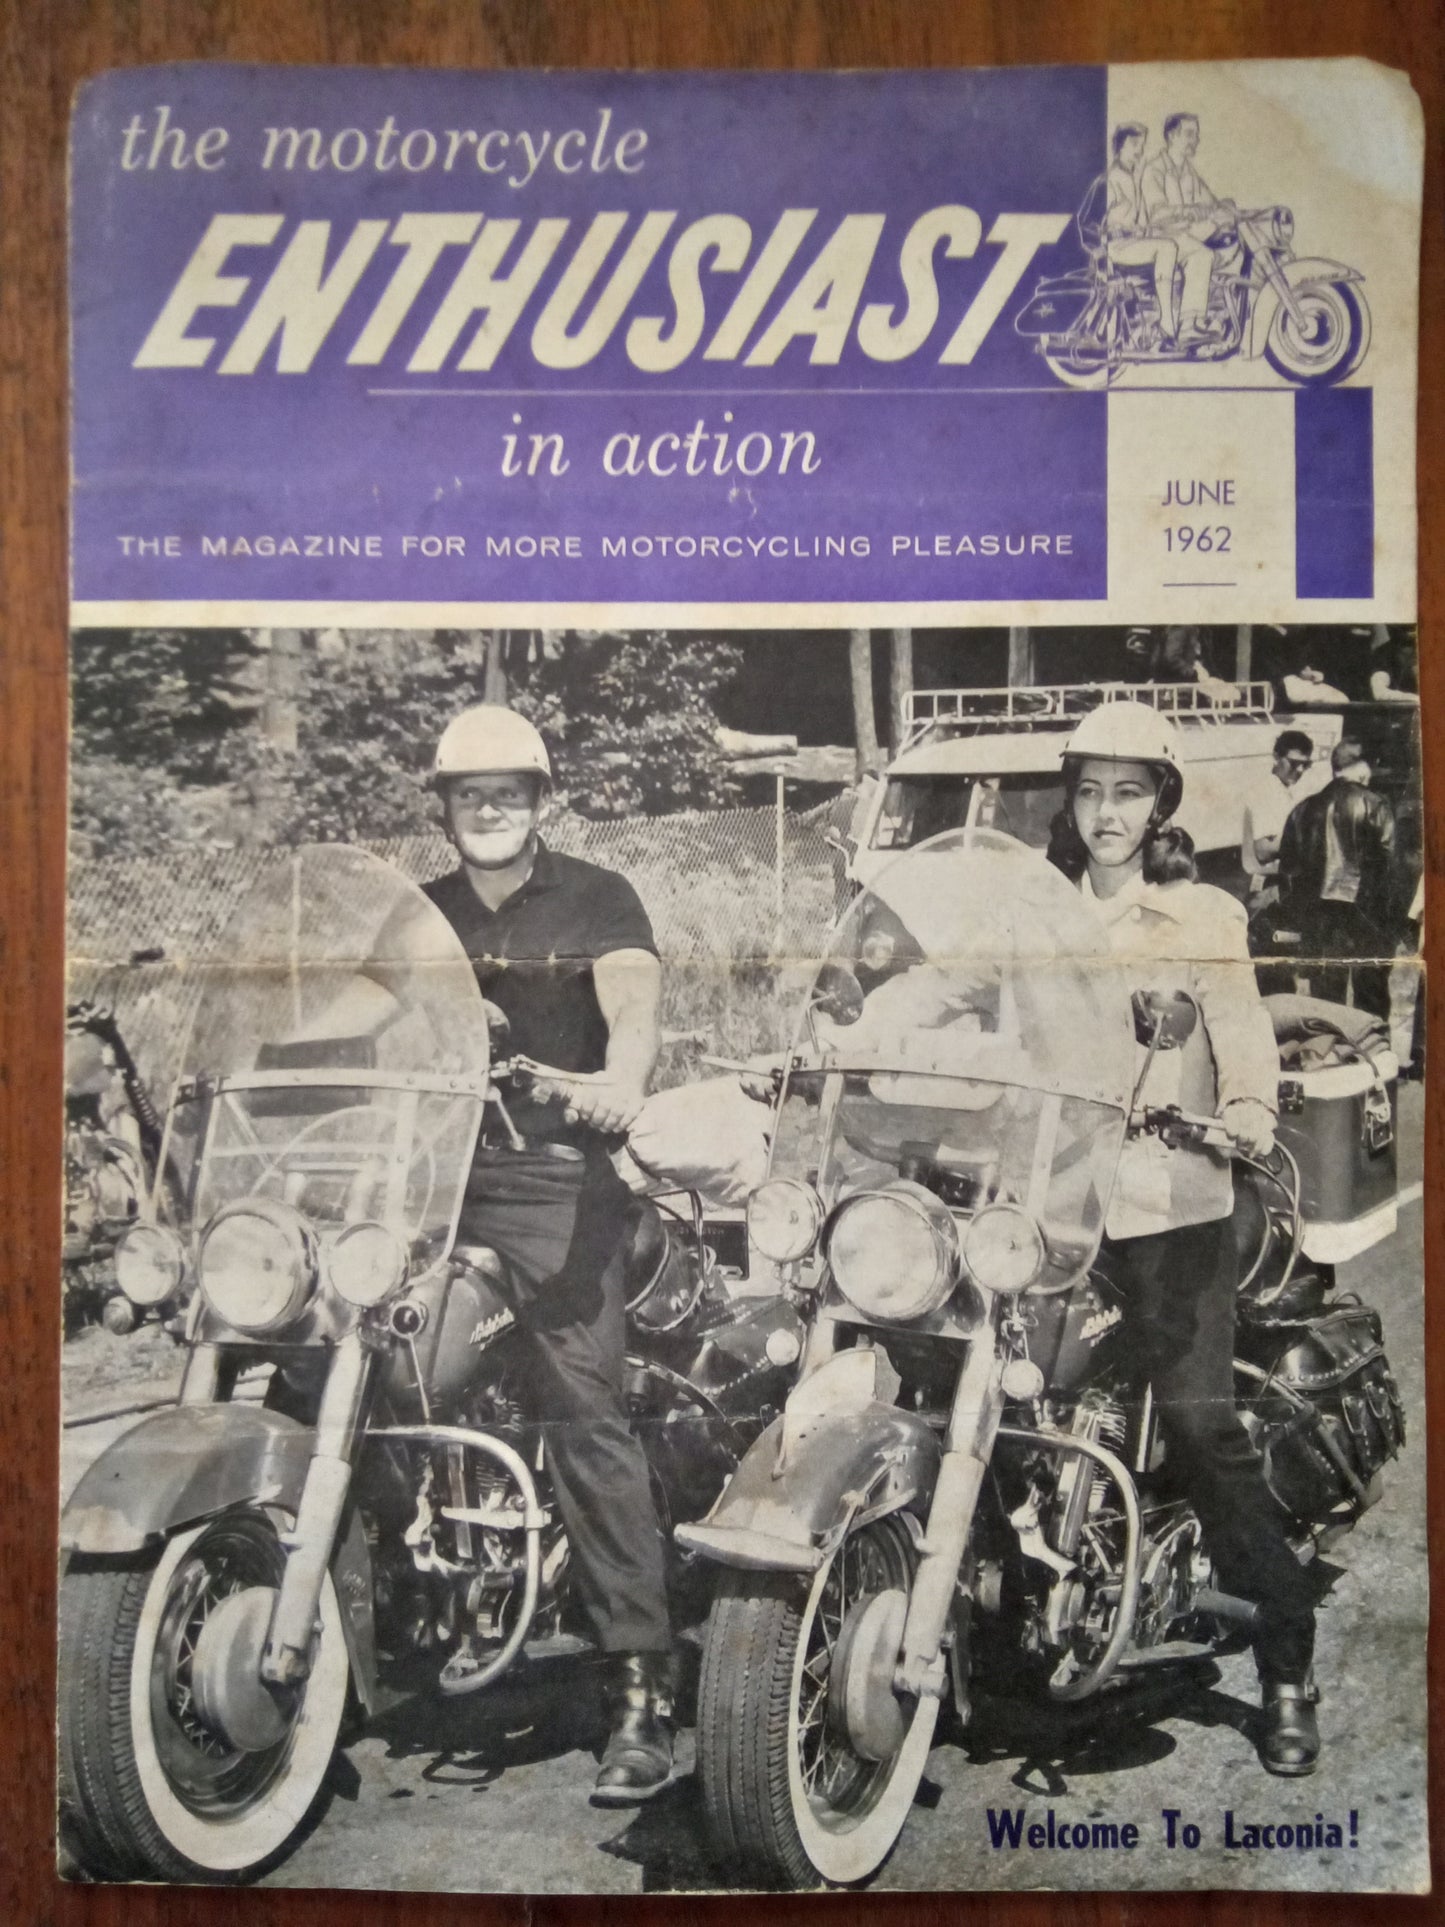 the motorcycle
ENTHUSIAST
in action
THE MAGAZINE FOR MORE MOTORCYCLING PLEASURE
JUNE
1962
Welcome To Laconia!